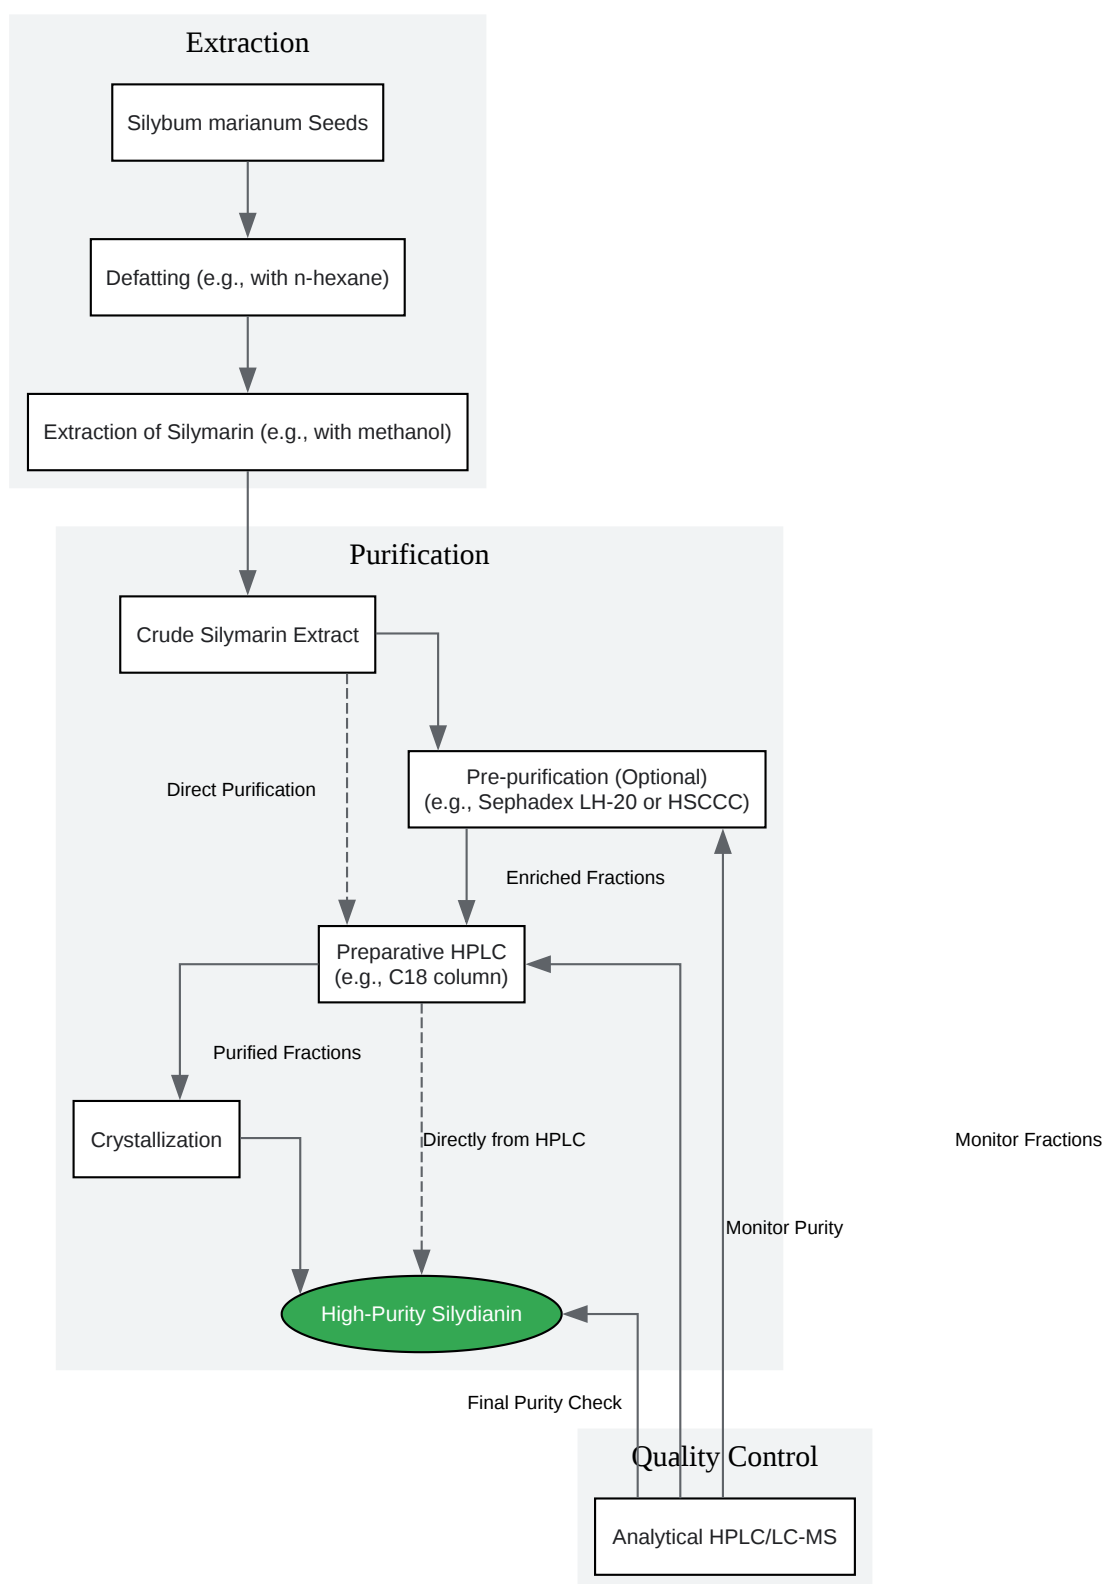 Extraction
Silybum marianum Seeds
Defatting (e.g., with n-hexane)
Extraction of Silymarin (e.g., with methanol)
Purification
Crude Silymarin Extract
Direct Purification
Pre-purification (Optional)
(e.g., Sephadex LH-20 or HSCCC)
Enriched Fractions
Preparative HPLC
(e.g., C18 column)
Purified Fractions
Crystallization
Directly from HPLC
Monitor Fractions
Monitor Purity
High-Purity Silydianin
Final Purity Check
Quality Control
Analytical HPLC/LC-MS